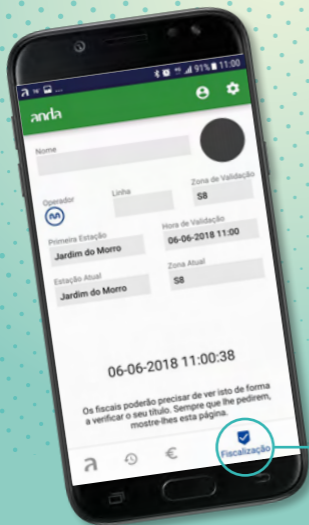 91% 11:00
anda
Nome
Operador
Linha
Zona de Validação
S8
Primeira Estação
Jardim do Morro
Hora de Validação
06-06-2018 11:00
Estação Atual
Jardim do Morro
Zona Atual
S8
06-06-2018 11:00:38
Os fiscais poderão precisar de ver isto de forma
a verificar o seu título. Sempre que lhe pedirem,
mostre-lhes esta página.
a
€
Fiscalização